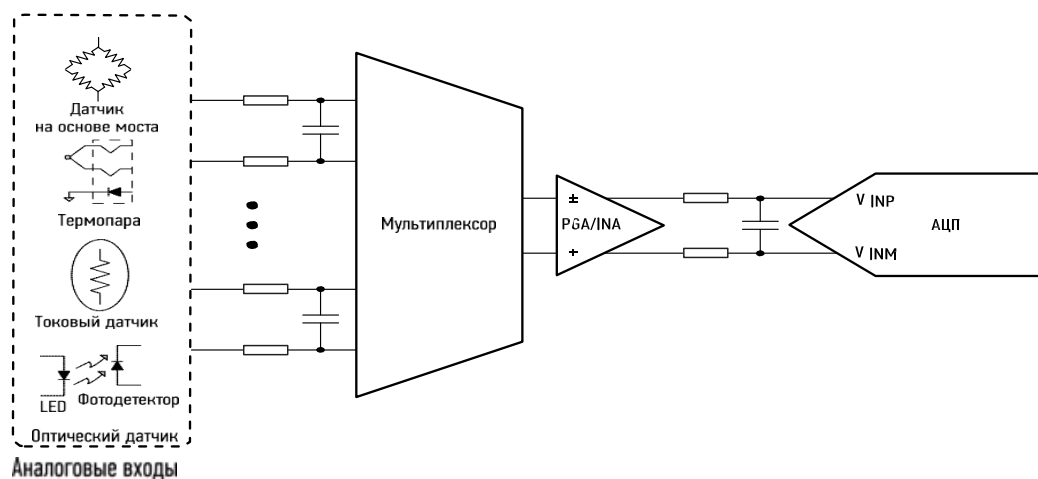 Датчик
на основе моста
Термопара
Токовый датчик
LED
Фотодетектор
Оптический датчик
Аналоговые входы
Мультиплексор
±
PGA/INA
+
V INP
V INM
АЦП